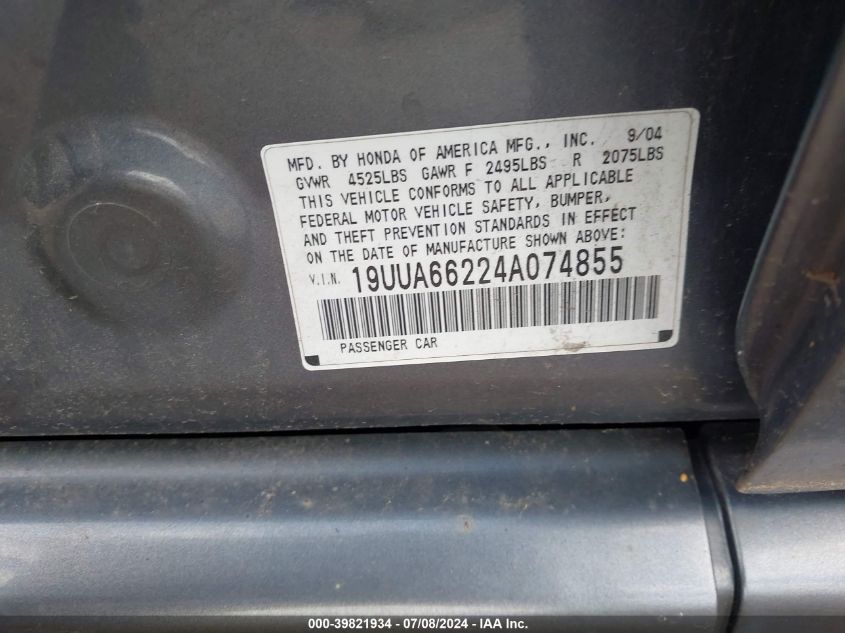 MFD. BY HONDA OF AMERICA MFG., INC. 9/04
GVWR 4525LBS GAWR F 2495LBS R 2075LBS
THIS VEHICLE CONFORMS TO ALL APPLICABLE
FEDERAL MOTOR VEHICLE SAFETY, BUMPER,
AND THEFT PREVENTION STANDARDS IN EFFECT
ON THE DATE OF MANUFACTURE SHOWN ABOVE:
V.I.N. 19UUA66224A074855
PASSENGER CAR
000-39821934 - 07/08/2024 - IAA Inc.